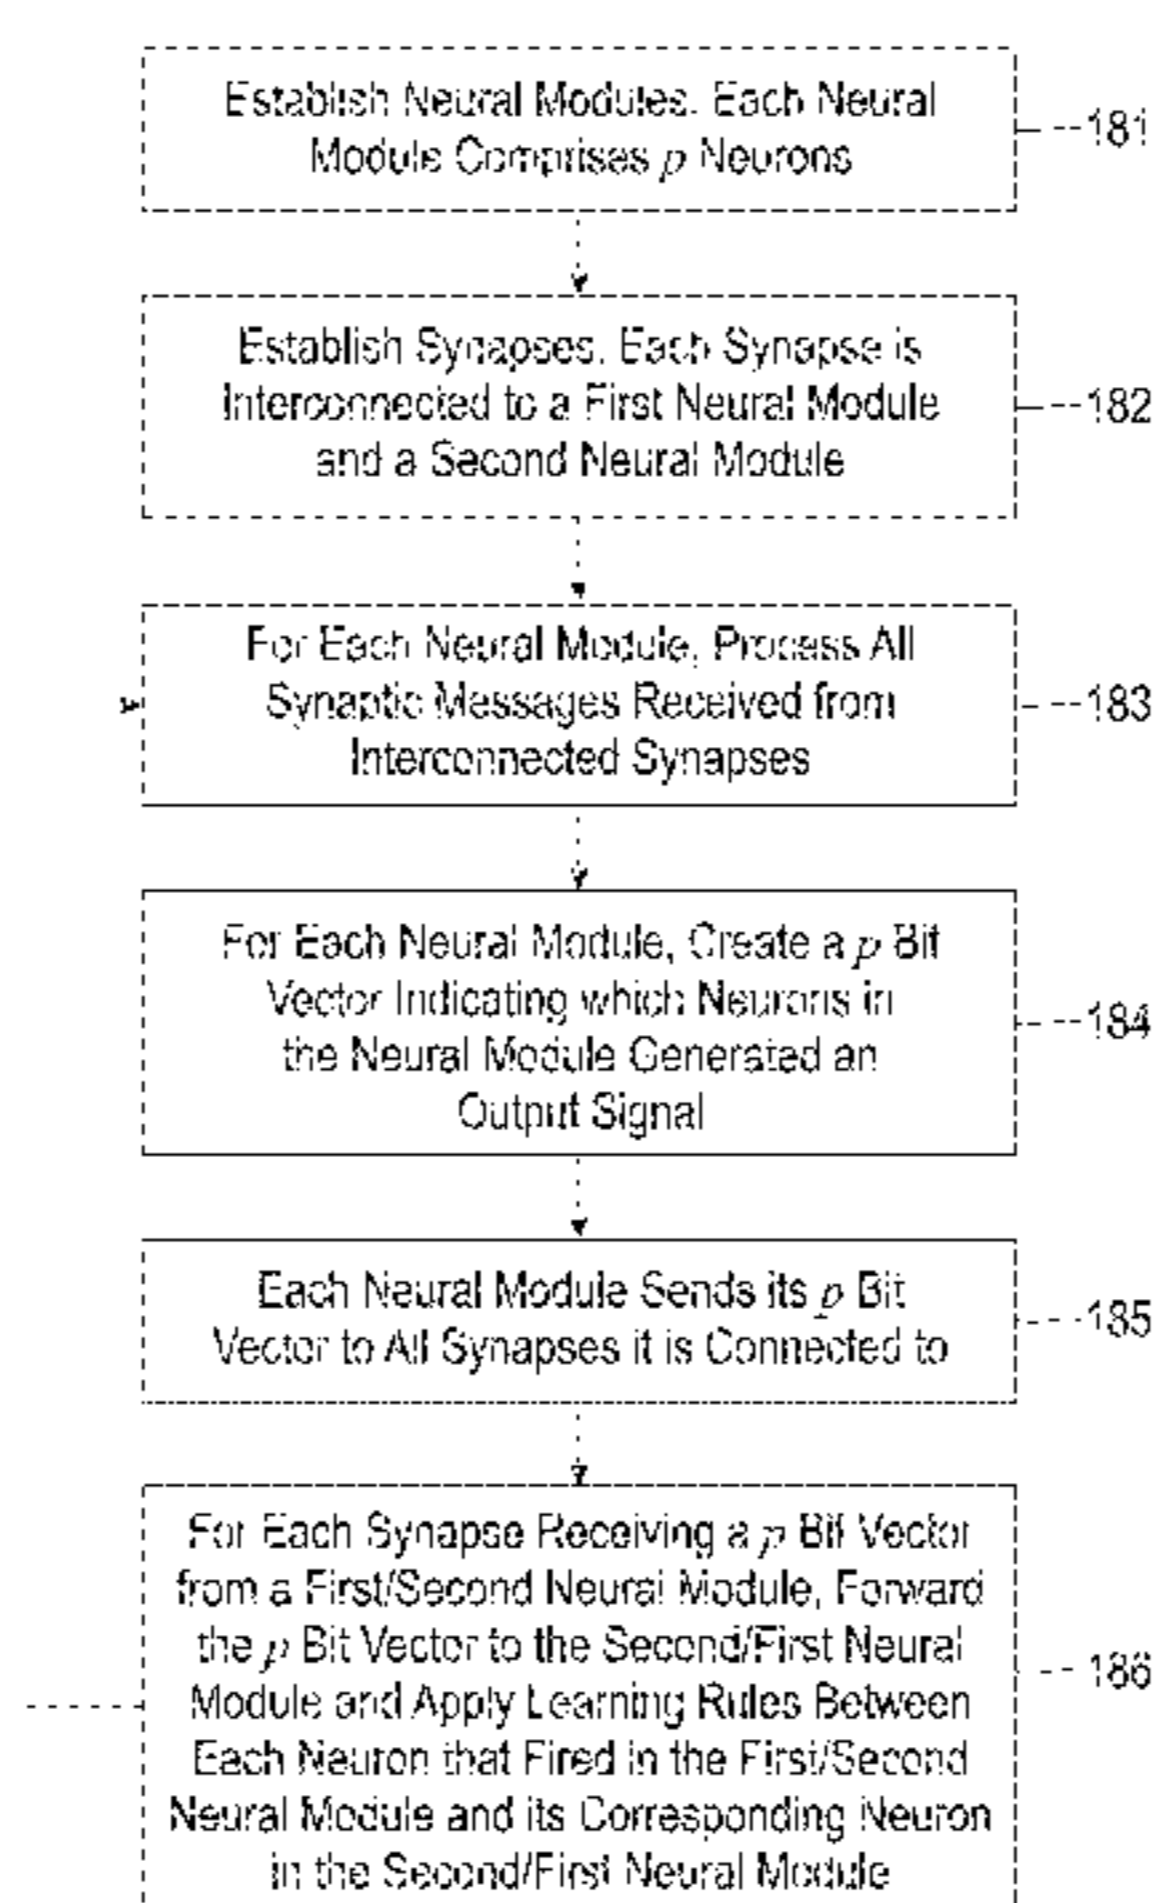 Establish Neural Modules. Each Neural
Module Comprises p Neurons
181
Establish Synapses. Each Synapse is
Interconnected to a First Neural Module
and a Second Neural Module
182
For Each Neural Module, Process All
Synaptic Messages Received from
Interconnected Synapses
183
For Each Neural Module, Create a p Bit
Vector Indicating which Neurons in
the Neural Module Generated an
Output Signal
184
Each Neural Module Sends its p Bit
Vector to All Synapses it is Connected to
185
For Each Synapse Receiving a p Bit Vector
from a First/Second Neural Module, Forward
the p Bit Vector to the Second/First Neural
Module and Apply Learning Rules Between
Each Neuron that Fired in the First/Second
Neural Module and its Corresponding Neuron
in the Second/First Neural Module
186